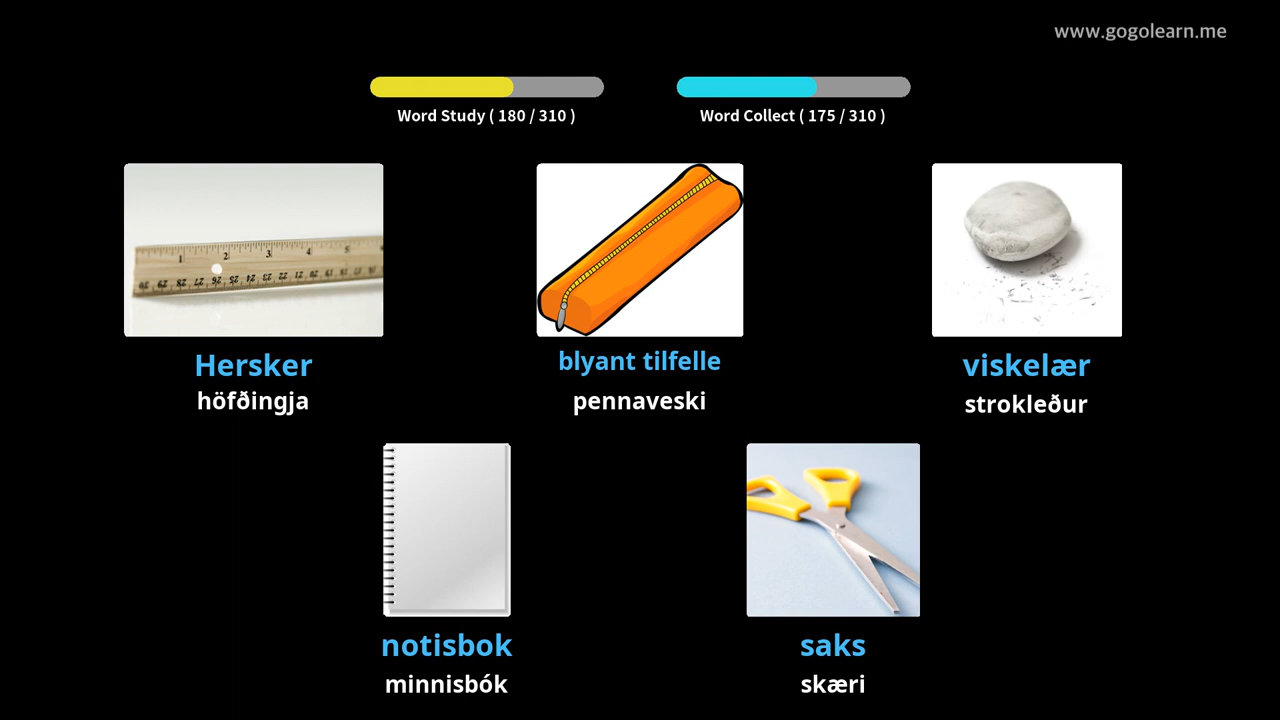 www.gogolearn.me
Word Study ( 180 / 310 )
Word Collect ( 175 / 310 )
Hersker
höfðingja
blyant tilfelle
pennaveski
viskelær
strokleður
notisbok
minnisbók
saks
skæri